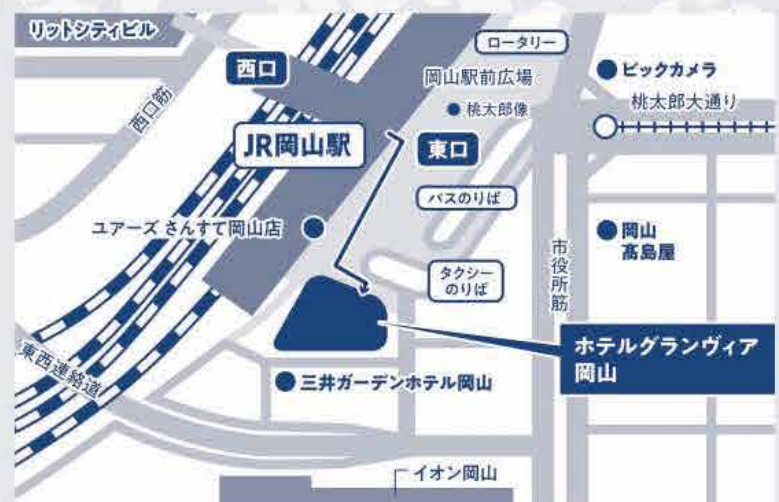 リットシティビル
ロータリー
西口
岡山駅前広場
ビックカメラ
西口筋
桃太郎像
桃太郎大通り
JR岡山駅
東口
バスのりば
ユアーズ さんすて岡山店
岡山
髙島屋
市役所筋
タクシー
のりば
ホテルグランヴィア
岡山
東西連絡道
三井ガーデンホテル岡山
イオン岡山